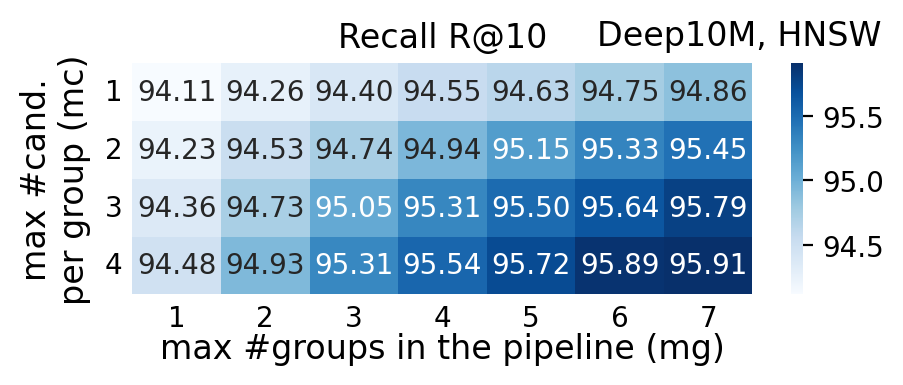 Recall R@10
Deep10M, HNSW
max #cand.
per group (mc)
1 94.11 94.26 94.40 94.55 94.63 94.75 94.86
2 94.23 94.53 94.74 94.94 95.15 95.33 95.45
3 94.36 94.73 95.05 95.31 95.50 95.64 95.79
4 94.48 94.93 95.31 95.54 95.72 95.89 95.91
1 2 3 4 5 6 7
max #groups in the pipeline (mg)
95.5
95.0
94.5